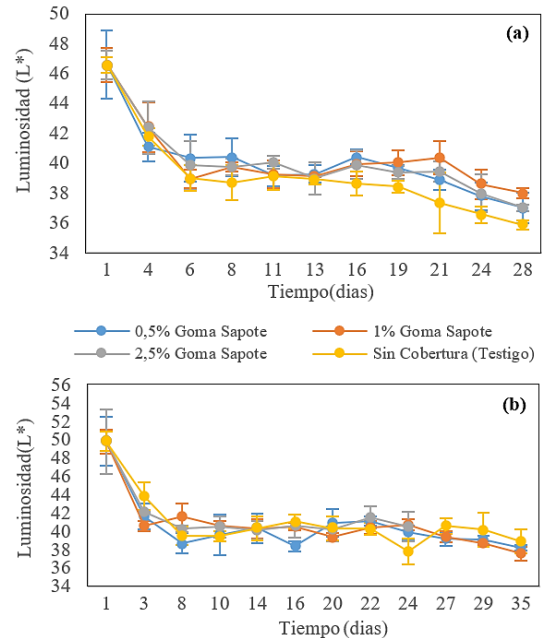 (a)
Luminosidad (L*)
50
48
46
44
42
40
38
36
34
1 4 6 8 11 13 16 19 21 24 28
Tiempo(dias)
0,5% Goma Sapote 1% Goma Sapote
2,5% Goma Sapote Sin Cobertura (Testigo)
(b)
Luminosidad(L*)
56
54
52
50
48
46
44
42
40
38
36
34
1 3 8 10 14 16 20 22 24 27 29 35
Tiempo (dias)